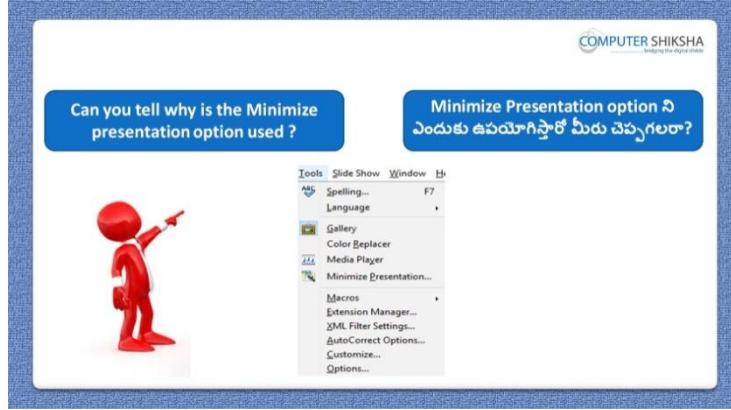 COMPUTER SHIKSHA
bridging the digital divide
Can you tell why is the Minimize
presentation option used ?
Minimize Presentation option ని
ఎందుకు ఉపయోగిస్తారో మీరు చెప్పగలరా?
Tools Slide Show Window He
ABC Spelling... F7
Language
Gallery
Color Replacer
Media Player
Minimize Presentation...
Macros
Extension Manager...
XML Filter Settings...
AutoCorrect Options...
Customize...
Options...